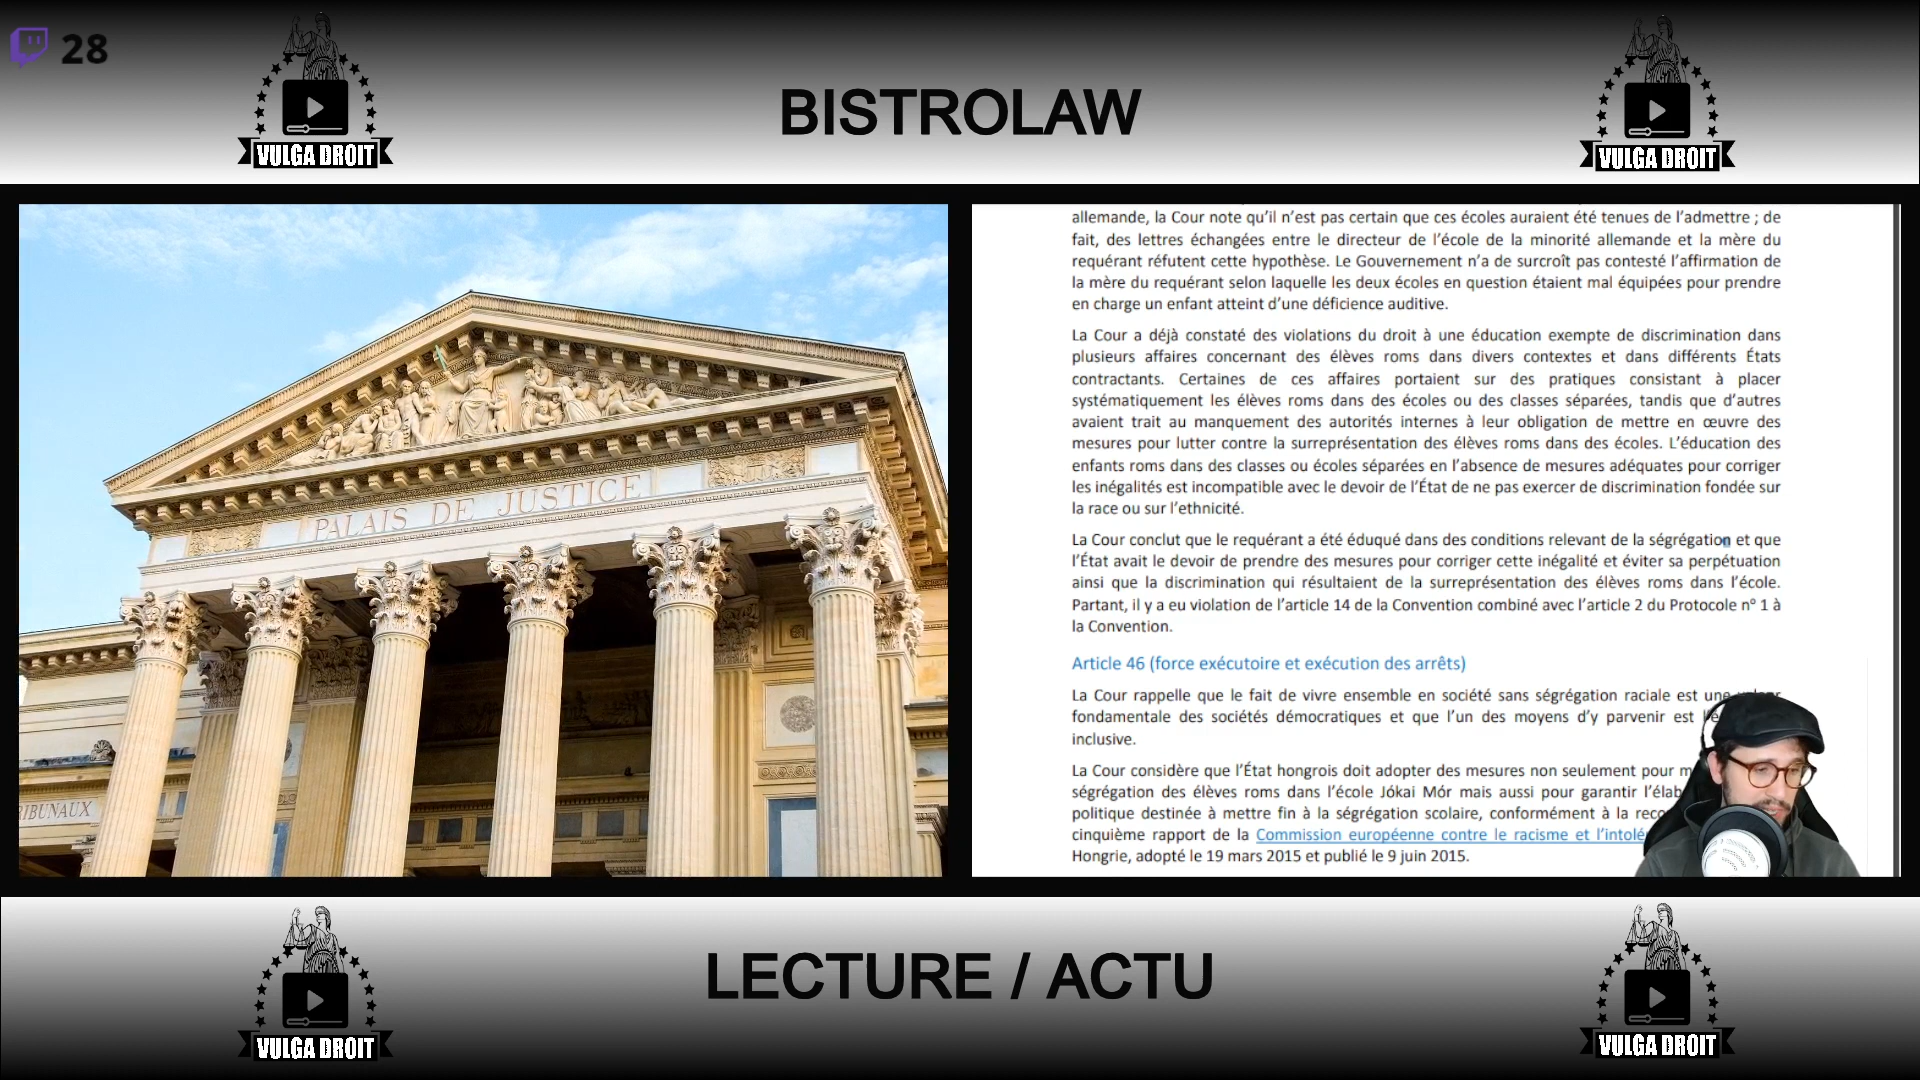 28
BISTROLAW
VULGA DROIT
VULGA DROIT
PALAIS DE JUSTICE
TRIBUNAUX
allemande, la Cour note qu’il n’est pas certain que ces écoles auraient été tenues de l’admettre ; de
fait, des lettres échangées entre le directeur de l’école de la minorité allemande et la mère du
requérant réfutent cette hypothèse. Le Gouvernement n’a de surcroît pas contesté l’affirmation de
la mère du requérant selon laquelle les deux écoles en question étaient mal équipées pour prendre
en charge un enfant atteint d’une déficience auditive.
La Cour a déjà constaté des violations du droit à une éducation exempte de discrimination dans
plusieurs affaires concernant des élèves roms dans divers contextes et dans différents États
contractants. Certaines de ces affaires portaient sur des pratiques consistant à placer
systématiquement les élèves roms dans des écoles ou des classes séparées, tandis que d’autres
avaient trait au manquement des autorités internes à leur obligation de mettre en œuvre des
mesures pour lutter contre la surreprésentation des élèves roms dans des écoles. L’éducation des
enfants roms dans des classes ou écoles séparées en l’absence de mesures adéquates pour corriger
les inégalités est incompatible avec le devoir de l’État de ne pas exercer de discrimination fondée sur
la race ou sur l’ethnicité.
La Cour conclut que le requérant a été éduqué dans des conditions relevant de la ségrégation et que
l’État avait le devoir de prendre des mesures pour corriger cette inégalité et éviter sa perpétuation
ainsi que la discrimination qui résultaient de la surreprésentation des élèves roms dans l’école.
Partant, il y a eu violation de l’article 14 de la Convention combiné avec l’article 2 du Protocole nº 1 à
la Convention.
Article 46 (force exécutoire et exécution des arrêts)
La Cour rappelle que le fait de vivre ensemble en société sans ségrégation raciale est une
fondamentale des sociétés démocratiques et que l’un des moyens d’y parvenir est
inclusive.
La Cour considère que l’État hongrois doit adopter des mesures non seulement pour
ségrégation des élèves roms dans l’école Jókai Mór mais aussi pour garantir
politique destinée à mettre fin à la ségrégation scolaire, conformément à la
cinquième rapport de la Commission européenne contre le racisme et
Hongrie, adopté le 19 mars 2015 et publié le 9 juin 2015.
LECTURE / ACTU
VULGA DROIT
VULGA DROIT